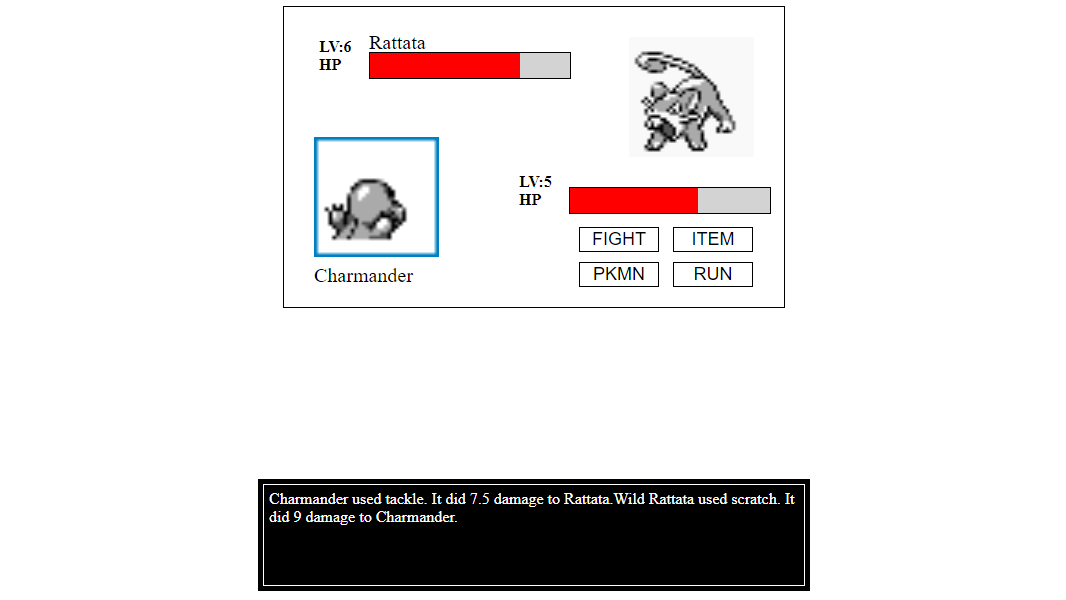 LV:6 Rattata
HP
LV:5
HP
FIGHT ITEM
PKMN RUN
Charmander
Charmander used tackle. It did 7.5 damage to Rattata.Wild Rattata used scratch. It
did 9 damage to Charmander.